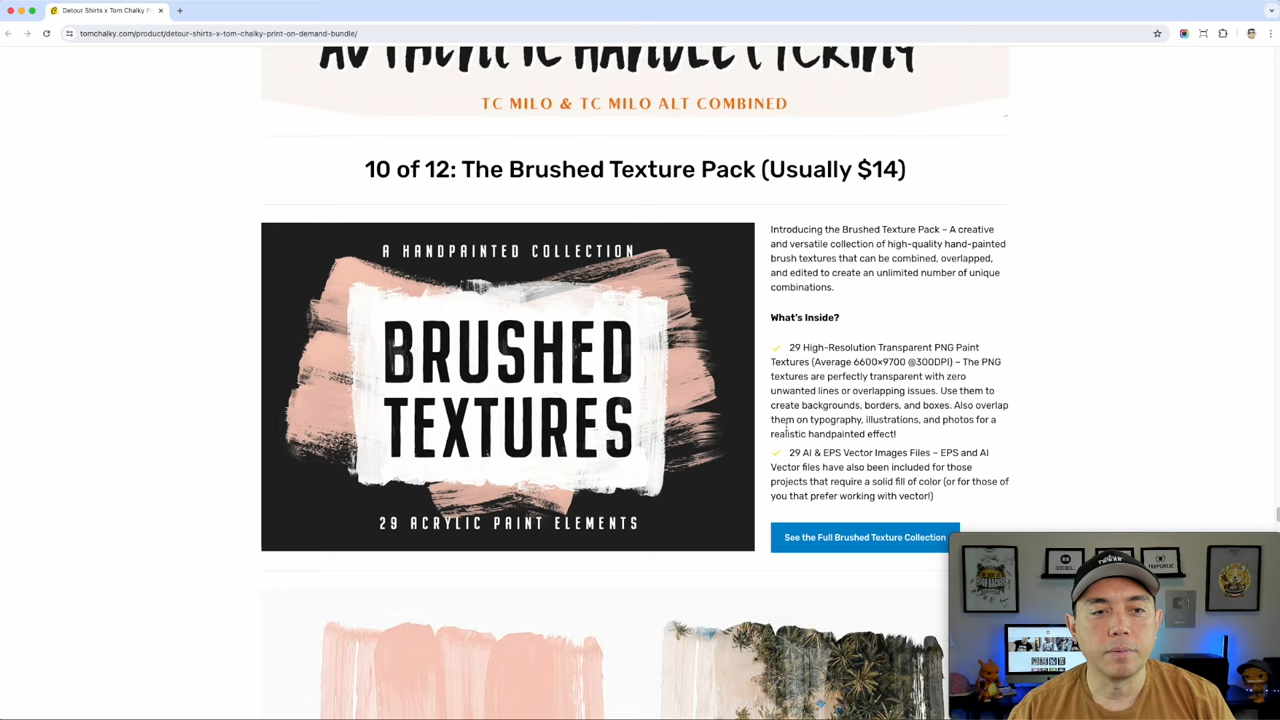 Detour Shirts x Tom Chalky P
tomchalky.com/product/detour-shirts-x-tom-chalky-print-on-demand-bundle/
AUTHENTIC HANDLETTERING
TC MILO & TC MILO ALT COMBINED
10 of 12: The Brushed Texture Pack (Usually $14)
A HANDPAINTED COLLECTION
BRUSHED
TEXTURES
29 ACRYLIC PAINT ELEMENTS
Introducing the Brushed Texture Pack – A creative
and versatile collection of high-quality hand-painted
brush textures that can be combined, overlapped,
and edited to create an unlimited number of unique
combinations.
What's Inside?
29 High-Resolution Transparent PNG Paint
Textures (Average 6600×9700 @300DPI) – The PNG
textures are perfectly transparent with zero
unwanted lines or overlapping issues. Use them to
create backgrounds, borders, and boxes. Also overlap
them on typography, illustrations, and photos for a
realistic handpainted effect!
29 AI & EPS Vector Images Files – EPS and AI
Vector files have also been included for those
projects that require a solid fill of color (or for those of
you that prefer working with vector!)
See the Full Brushed Texture Collection
TEEPUBLIC